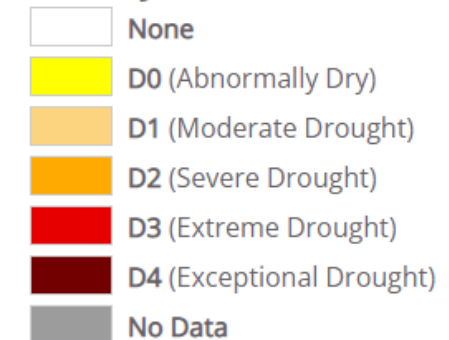 None
D0 (Abnormally Dry)
D1 (Moderate Drought)
D2 (Severe Drought)
D3 (Extreme Drought)
D4 (Exceptional Drought)
No Data